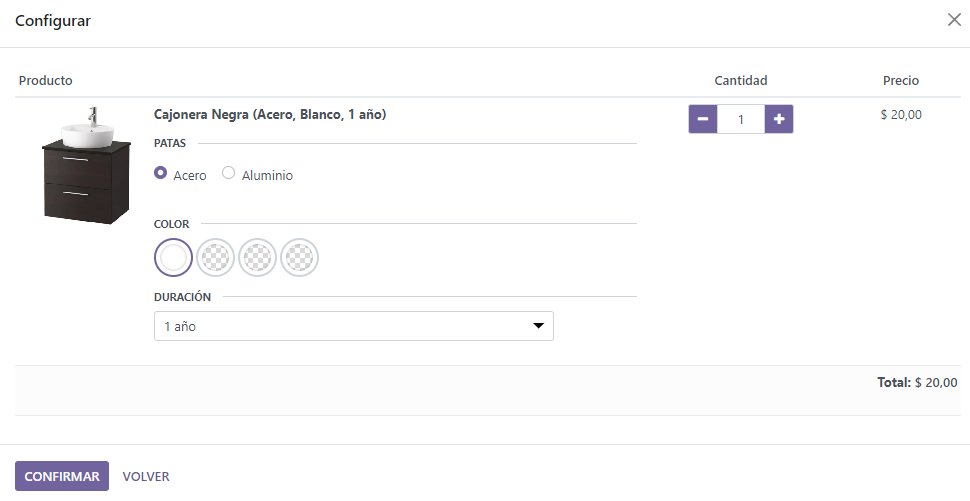 Configurar
Producto Cantidad Precio
Cajonera Negra (Acero, Blanco, 1 año) 1 $ 20,00
PATAS
Acero Aluminio
COLOR
DURACIÓN
1 año
Total: $ 20,00
CONFIRMAR VOLVER